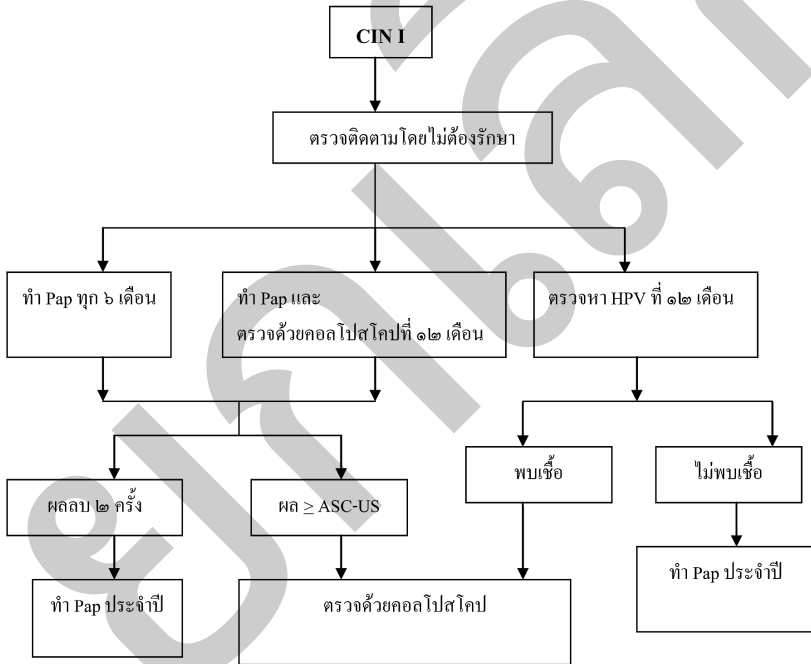 CIN I
ตรวจติดตามโดยไม่ต้องรักษา
ทำ Pap ทุก ๖ เดือน
ทำ Pap และ
ตรวจด้วยคอลโปสโคปที่ ๑๒ เดือน
ตรวจหา HPV ที่ ๑๒ เดือน
พบเชื้อ
ไม่พบเชื้อ
ผลลบ ๒ ครั้ง
ผล ≥ ASC-US
ทำ Pap ประจำปี
ตรวจด้วยคอลโปสโคป
ทำ Pap ประจำปี